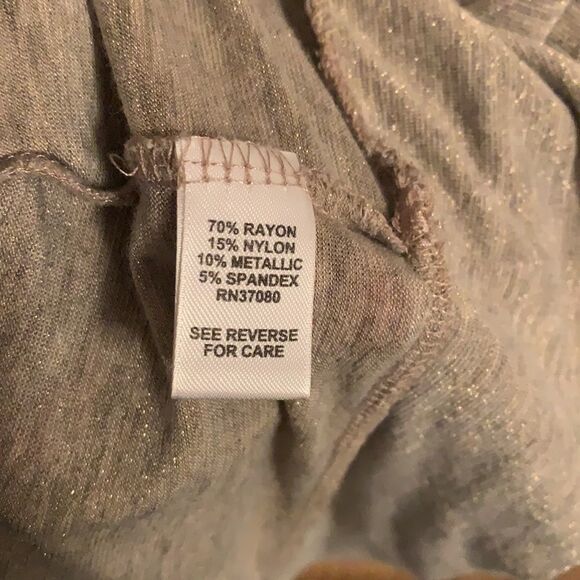 70% RAYON
15% NYLON
10% METALLIC
5% SPANDEX
RN37080
SEE REVERSE
FOR CARE